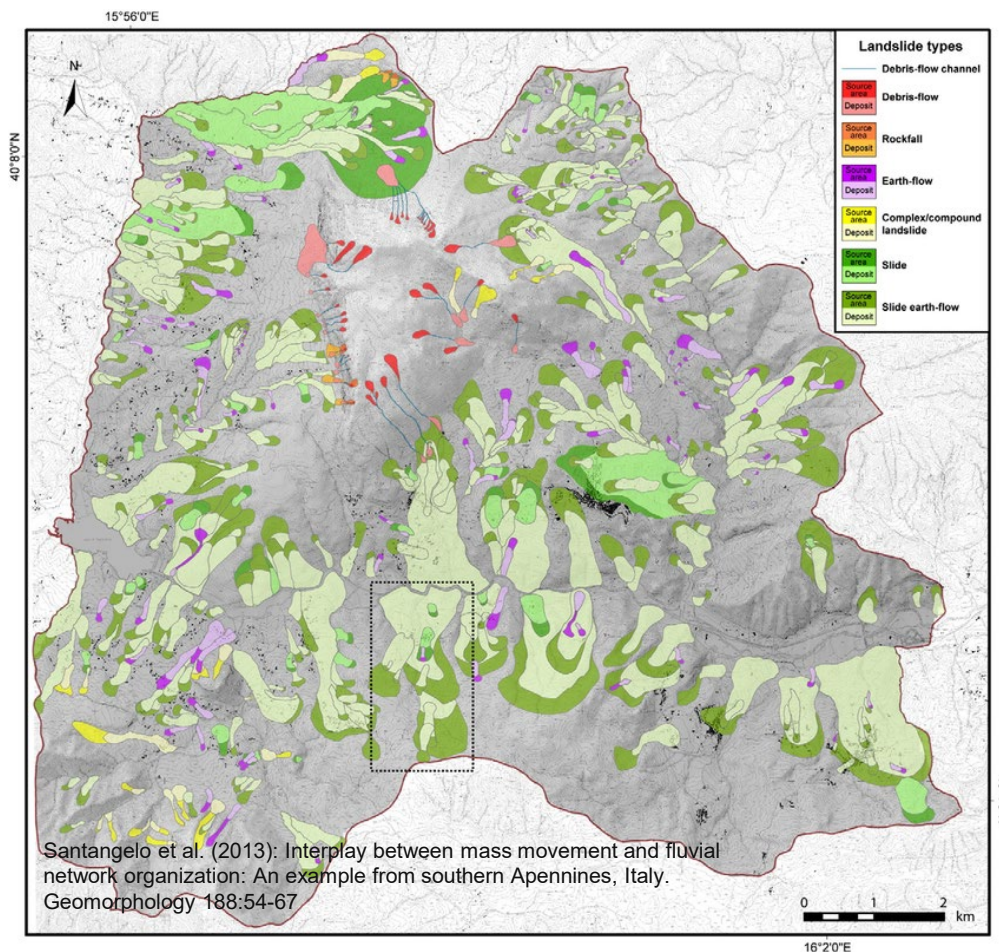 15°56'0"E
N
40°8'0"N
Landslide types
Debris-flow channel
Source area
Deposit
Debris-flow
Source area
Deposit
Rockfall
Source area
Deposit
Earth-flow
Source area
Deposit
Complex/compound
landslide
Source area
Deposit
Slide
Source area
Deposit
Slide earth-flow
Santangelo et al. (2013): Interplay between mass movement and fluvial
network organization: An example from southern Apennines, Italy.
Geomorphology 188:54-67
0 1 2
km
16°2'0"E